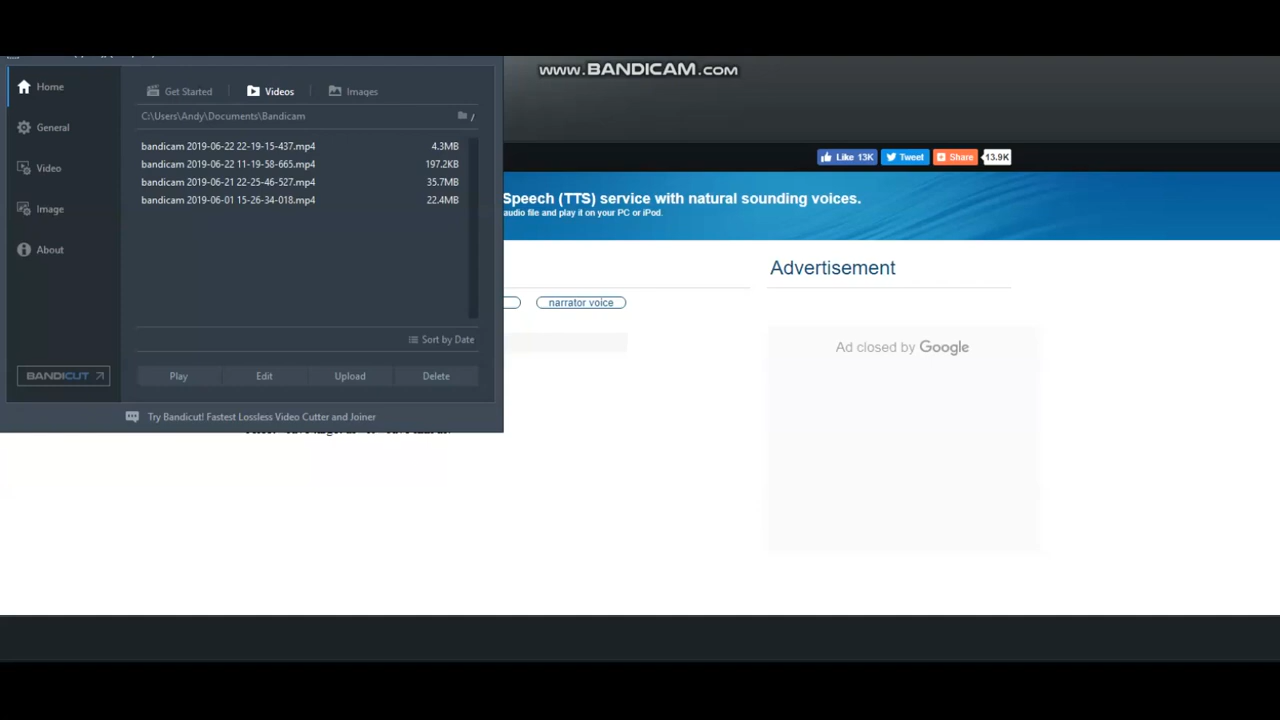 www.BANDICAM.com
Home
General
Video
Image
About
BANDICUT
Get Started
Videos
Images
C:\Users\Andy\Documents\Bandicam
/
bandicam 2019-06-22 22-19-15-437.mp4 4.3MB
bandicam 2019-06-22 11-19-58-665.mp4 197.2KB
bandicam 2019-06-21 22-25-46-527.mp4 35.7MB
bandicam 2019-06-01 15-26-34-018.mp4 22.4MB
Sort by Date
Play Edit Upload Delete
Try Bandicut! Fastest Lossless Video Cutter and Joiner
Like 13K Tweet Share 13.9K
Speech (TTS) service with natural sounding voices.
audio file and play it on your PC or iPod.
narrator voice
Advertisement
Ad closed by Google